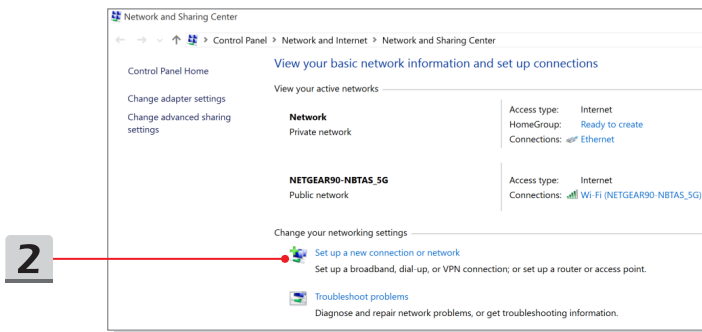 Network and Sharing Center
Control Panel > Network and Internet > Network and Sharing Center
Control Panel Home
Change adapter settings
Change advanced sharing
settings
View your basic network information and set up connections
View your active networks
Network
Private network
Access type: Internet
HomeGroup: Ready to create
Connections: Ethernet
NETGEAR90-NBTAS_5G
Public network
Access type: Internet
Connections: Wi-Fi (NETGEAR90-NBTAS_5G)
Change your networking settings
2
Set up a new connection or network
Set up a broadband, dial-up, or VPN connection; or set up a router or access point.
Troubleshoot problems
Diagnose and repair network problems, or get troubleshooting information.